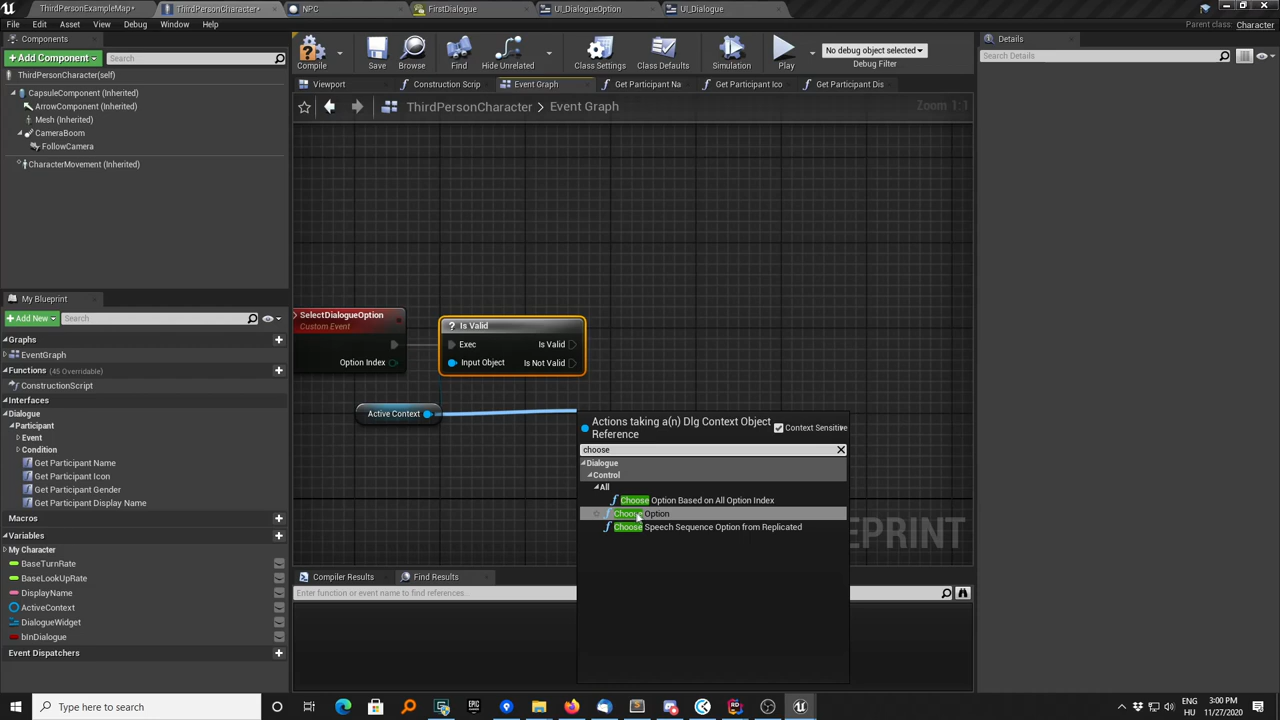 ThirdPersonExampleMap*
ThirdPersonCharacter*
NPC
FirstDialogue
UI_DialogueOption
UI_Dialogue
File
Edit
Asset
View
Debug
Window
Help
Parent class: Character
Components
Details
+ Add Component
Search
Compile
Save
Browse
Find
Hide Unrelated
Class Settings
Class Defaults
Simulation
Play
No debug object selected
Debug Filter
Search Details
ThirdPersonCharacter(self)
CapsuleComponent (Inherited)
ArrowComponent (Inherited)
Mesh (Inherited)
CameraBoom
FollowCamera
CharacterMovement (Inherited)
Viewport
Construction Scrip
Event Graph
Get Participant Na
Get Participant Ico
Get Participant Dis
ThirdPersonCharacter
Event Graph
Zoom 1:1
SelectDialogueOption
Custom Event
Option Index
? Is Valid
Exec
Is Valid
Input Object
Is Not Valid
Active Context
Actions taking a(n) Dlg Context Object
Reference
Context Sensitive
choose
Dialogue
Control
All
Choose Option Based on All Option Index
Choose Option
Choose Speech Sequence Option from Replicated
My Blueprint
+ Add New
Search
Graphs
EventGraph
Functions (45 Overridable)
ConstructionScript
Interfaces
Dialogue
Participant
Event
Condition
Get Participant Name
Get Participant Icon
Get Participant Gender
Get Participant Display Name
Macros
Variables
My Character
BaseTurnRate
BaseLookUpRate
DisplayName
ActiveContext
DialogueWidget
bInDialogue
Event Dispatchers
Compiler Results
Find Results
Enter function or event name to find references..
Type here to search
ENG
HU
3:00 PM
11/27/2020